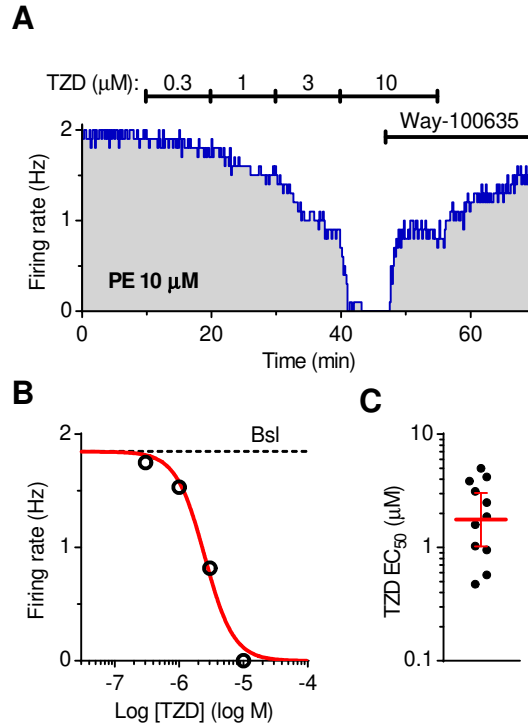 A
TZD (μM): 0.3 1 3 10
Way-100635
2
1
0
Firing rate (Hz)
PE 10 μM
0 20 40 60
Time (min)
B
Bsl
2
1
0
Firing rate (Hz)
-7 -6 -5 -4
Log [TZD] (log M)
C
10
1
0.1
TZD EC50 (μM)